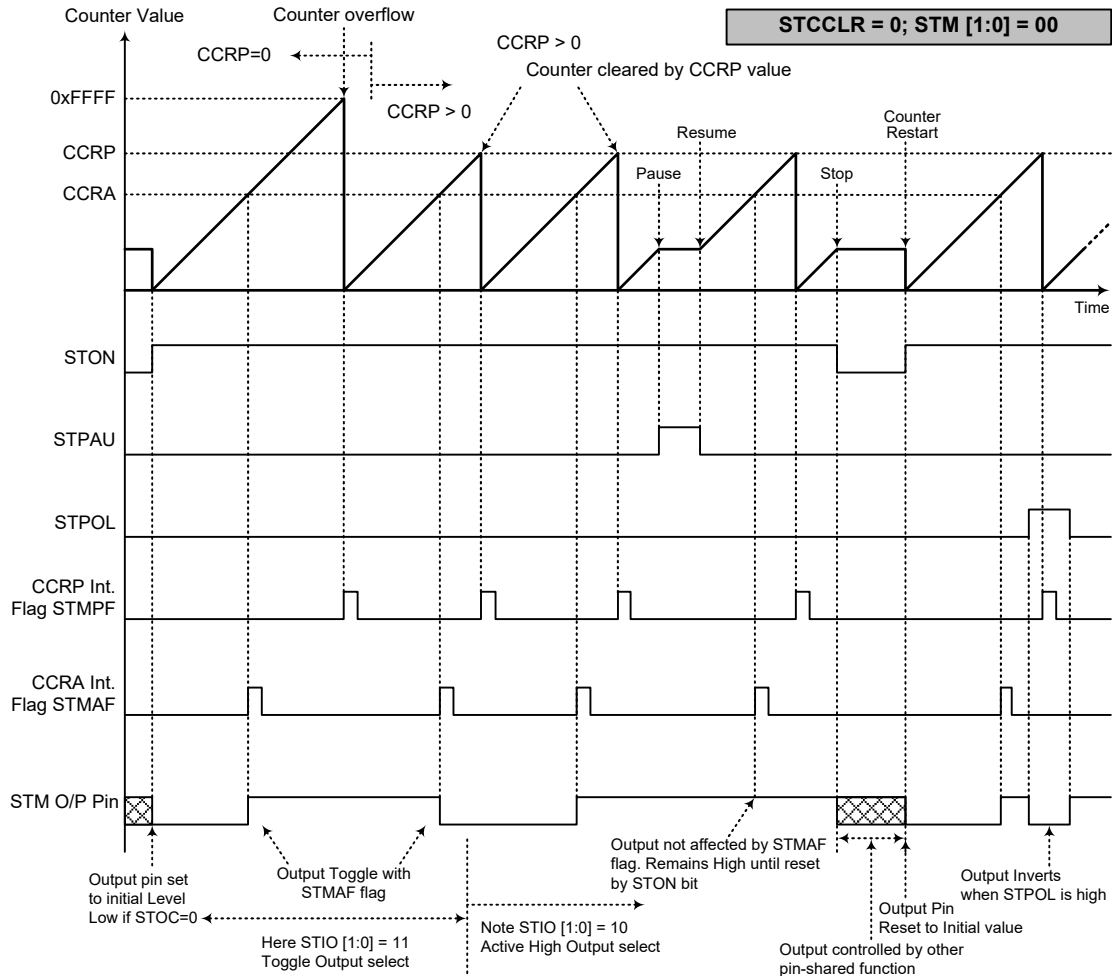 Counter Value
Counter overflow
STCCLR = 0; STM [1:0] = 00
CCRP=0
CCRP > 0
CCRP > 0
Counter cleared by CCRP value
0xFFFF
CCRP
CCRA
Pause
Resume
Stop
Counter
Restart
Time
STON
STPAU
STPOL
CCRP Int.
Flag STMPF
CCRA Int.
Flag STMAF
STM O/P Pin
Output pin set
to initial Level
Low if STOC=0
Output Toggle with
STMAF flag
Here STIO [1:0] = 11
Toggle Output select
Note STIO [1:0] = 10
Active High Output select
Output not affected by STMAF
flag. Remains High until reset
by STON bit
Output controlled by other
pin-shared function
Output Pin
Reset to Initial value
Output Inverts
when STPOL is high